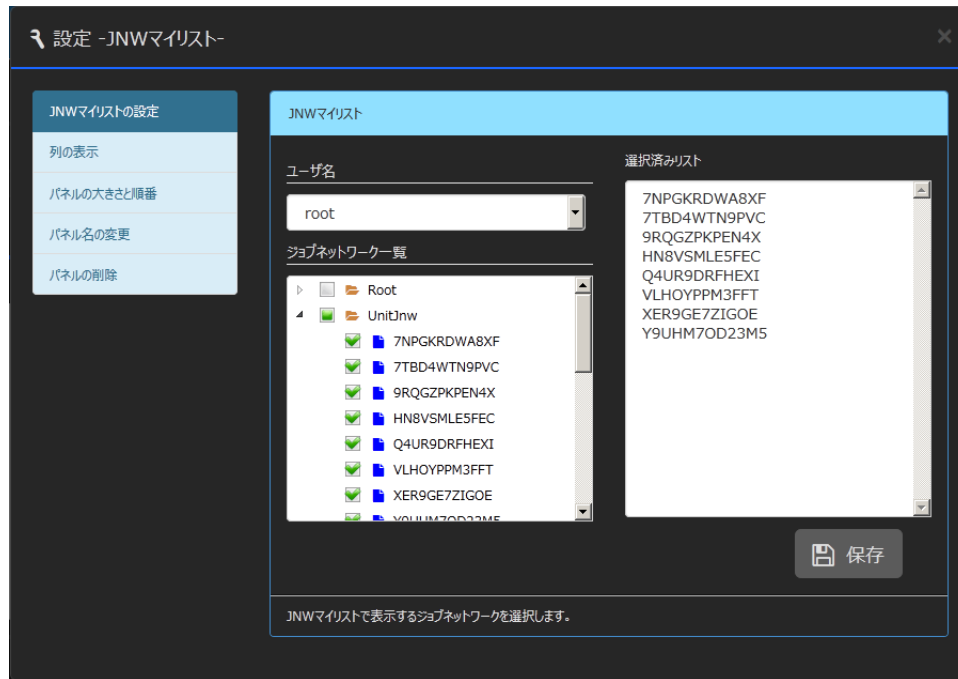 設定 -JNWマイリスト-
JNWマイリストの設定
列の表示
パネルの大きさと順番
パネル名の変更
パネルの削除
JNWマイリスト
ユーザ名
root
ジョブネットワーク一覧
Root
UnitJnw
7NPGKRDWA8XF
7TBD4WTN9PVC
9RQGZPKPEN4X
HN8VSMLE5FEC
Q4UR9DRFHEXI
VLHOYPPM3FFT
XER9GE7ZIGOE
Y9UHM7OD23M5
選択済みリスト
7NPGKRDWA8XF
7TBD4WTN9PVC
9RQGZPKPEN4X
HN8VSMLE5FEC
Q4UR9DRFHEXI
VLHOYPPM3FFT
XER9GE7ZIGOE
Y9UHM7OD23M5
保存
JNWマイリストで表示するジョブネットワークを選択します。